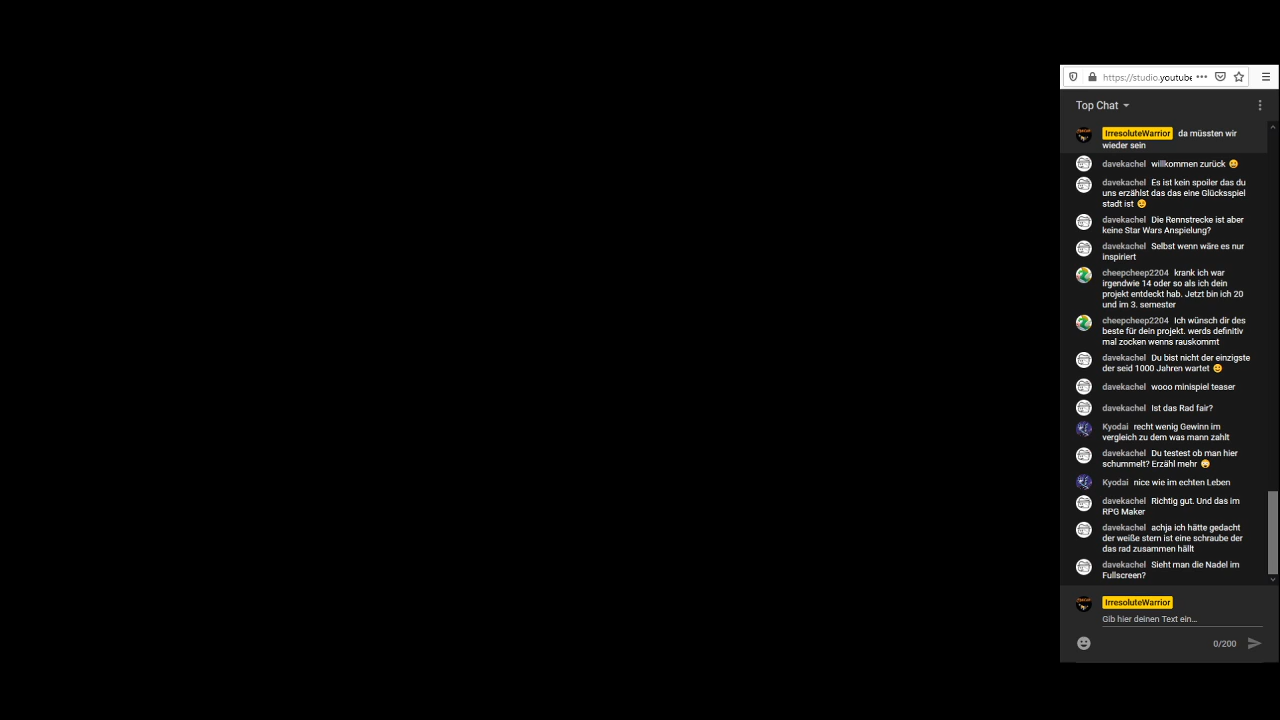 https://studio.youtube
Top Chat
IrresoluteWarrior da müssten wir
wieder sein
davekachel willkommen zurück
davekachel Es ist kein spoiler das du
uns erzählst das das eine Glücksspiel
stadt ist
davekachel Die Rennstrecke ist aber
keine Star Wars Anspielung?
davekachel Selbst wenn wäre es nur
inspiriert
cheepcheep2204 krank ich war
irgendwie 14 oder so als ich dein
projekt entdeckt hab. Jetzt bin ich 20
und im 3. semester
cheepcheep2204 Ich wünsch dir des
beste für dein projekt. werds definitiv
mal zocken wenns rauskommt
davekachel Du bist nicht der einzigste
der seid 1000 Jahren wartet
davekachel wooo minispiel teaser
davekachel Ist das Rad fair?
Kyodai recht wenig Gewinn im
vergleich zu dem was mann zahlt
davekachel Du testest ob man hier
schummelt? Erzähl mehr
Kyodai nice wie im echten Leben
davekachel Richtig gut. Und das im
RPG Maker
davekachel achja ich hätte gedacht
der weiße stern ist eine schraube der
das rad zusammen hällt
davekachel Sieht man die Nadel im
Fullscreen?
IrresoluteWarrior
Gib hier deinen Text ein...
0/200